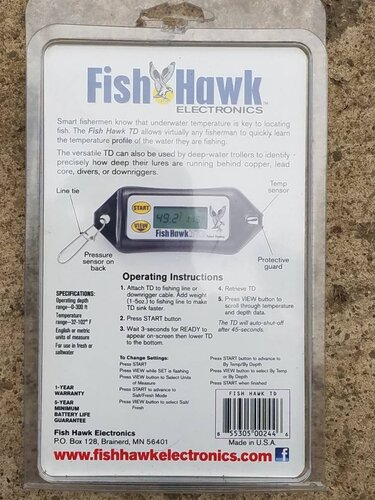 Fish Hawk
ELECTRONICS
Smart fishermen know that underwater temperature is key to locating
fish. The Fish Hawk TD allows virtually any fisherman to quickly learn
the temperature profile of the water they are fishing.
The versatile TD can also be used by deep-water trollers to identify
precisely how deep their lures are running behind copper, lead
core, divers, or downriggers.
Line tie
Temp
sensor
START
VIEW
49.2
Fish Hawk
Pressure
sensor on
back
Protective
guard
Operating Instructions
SPECIFICATIONS:
Operating depth
range—0-300 ft
Temperature
range—32-102° F
English or metric
units of measure
For use in fresh or
saltwater
1. Attach TD to fishing line or
downrigger cable. Add weight
(1-5oz.) to fishing line to make
TD sink faster.
2. Press START button
3. Wait 3-seconds for READY to
appear on-screen then lower TD
to the bottom.
4. Retrieve TD
5. Press VIEW button to
scroll through temperature
and depth data.
The TD will auto-shut-off
after 45-seconds.
To Change Settings:
Press START
Press VIEW while SET is flashing
Press VIEW button to Select Units
of Measure
Press START to advance to
Salt/Fresh Mode
Press VIEW button to select Salt/
Fresh
Press START button to advance to
By Temp/By Depth
Press VIEW button to select By Temp
or By Depth
Press START when finished
1-YEAR
WARRANTY
MINIMUM
BATTERY LIFE
GUARANTEE
FISH HAWK TD
6 55305 00244 6
Made in U.S.A.
Fish Hawk Electronics
P.O. Box 128, Brainerd, MN 56401
www.fishhawkelectronics.com
f